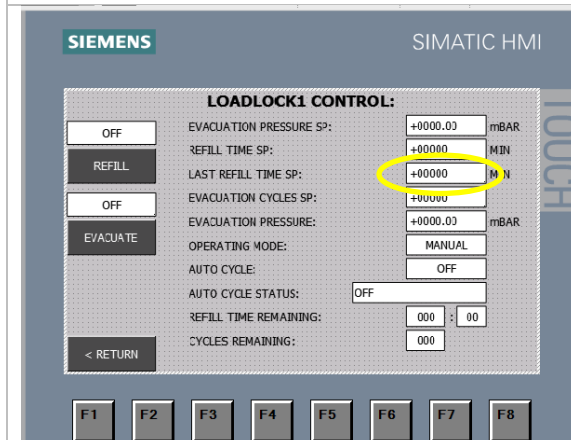 SIEMENS SIMATIC HMI
TOUCH
LOADLOCK1 CONTROL:
OFF
REFILL
OFF
EVACUATE
< RETURN
EVACUATION PRESSURE SP: +0000.00 mBAR
REFILL TIME SP: +00000 MIN
LAST REFILL TIME SP: +00000 MIN
EVACUATION CYCLES SP: +00000
EVACUATION PRESSURE: +0000.00 mBAR
OPERATING MODE: MANUAL
AUTO CYCLE: OFF
AUTO CYCLE STATUS: OFF
REFILL TIME REMAINING: 000 : 00
CYCLES REMAINING: 000
F1 F2 F3 F4 F5 F6 F7 F8